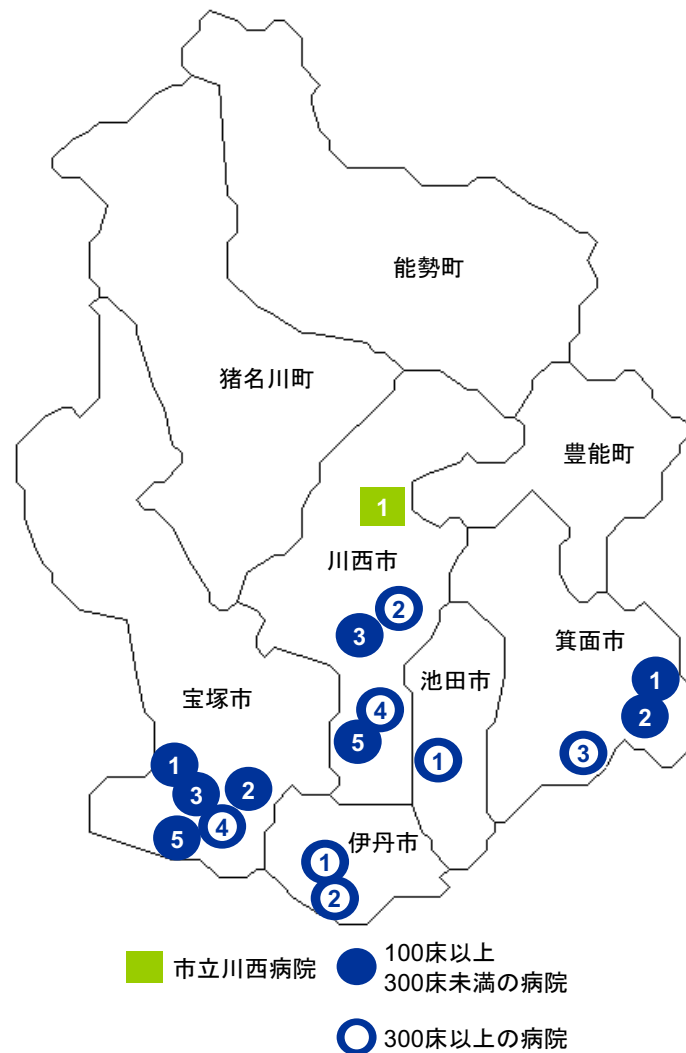 能勢町
猪名川町
豊能町
1
川西市
2
3
箕面市
池田市
1
宝塚市
4
2
5
3
1
1
2
3
4
5
伊丹市
1
2
市立川西病院
100床以上
300床未満の病院
300床以上の病院